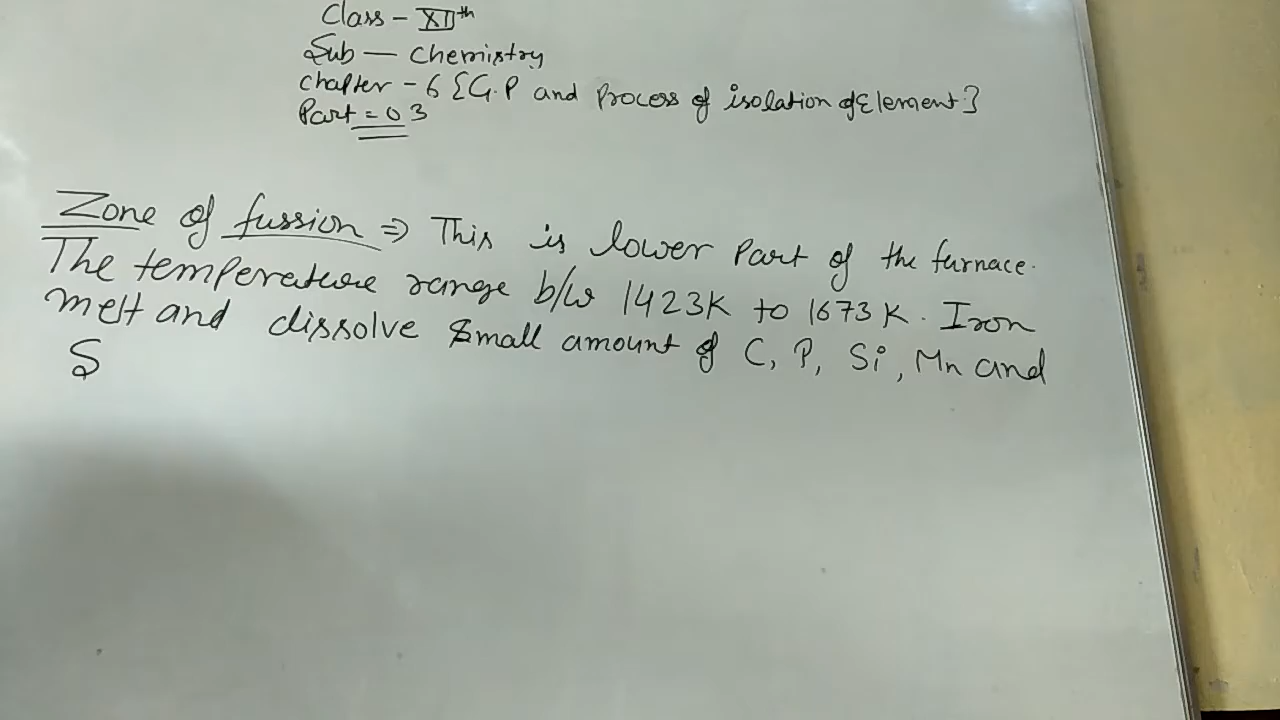 Class - XIIth
Sub - Chemistry
Chapter - 6 {G.P and Process of isolation of Element}
Part = 03
Zone of fussion ⇒ This is lower Part of the furnace.
The temperature range b/w 1423K to 1673K. Iron
melt and dissolve small amount of C, P, Si, Mn and
S